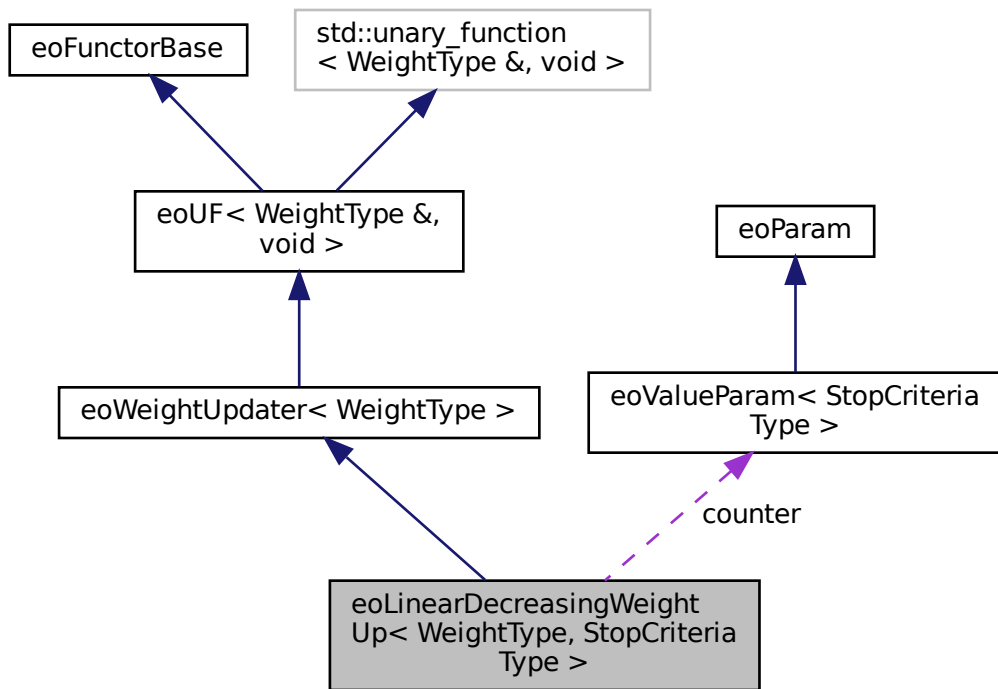 eoFunctorBase
std::unary_function
< WeightType &, void >
eoUF< WeightType &,
void >
eoParam
eoWeightUpdater< WeightType >
eoValueParam< StopCriteria
Type >
counter
eoLinearDecreasingWeight
Up< WeightType, StopCriteria
Type >